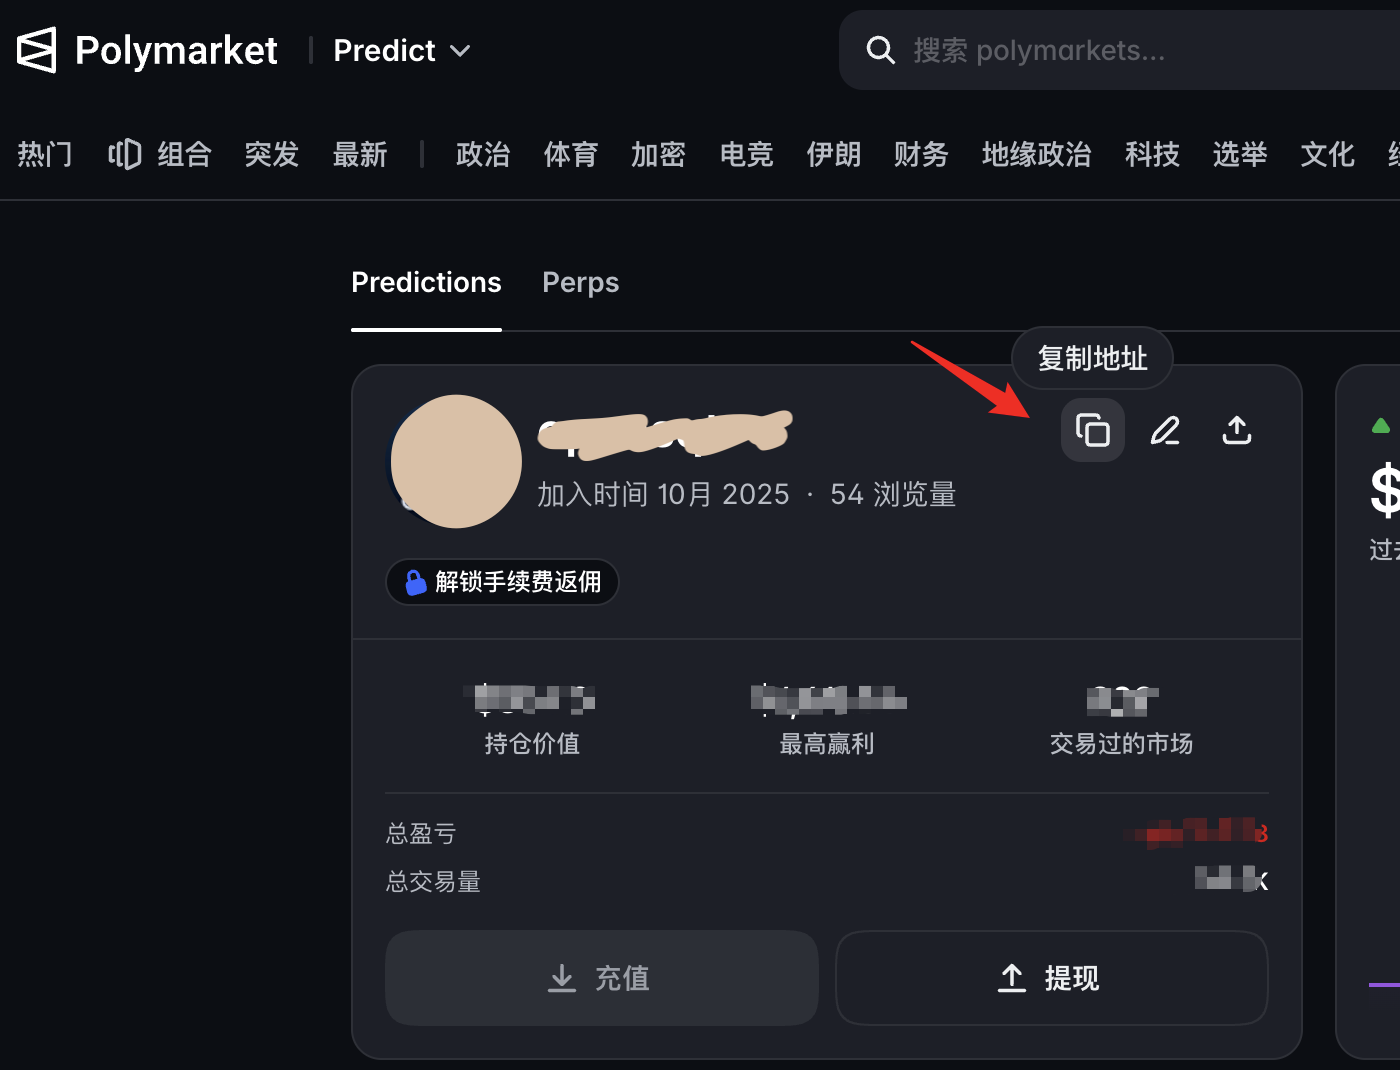 Polymarket
Predict
搜索 polymarkets...
热门 组合 突发 最新 政治 体育 加密 电竞 伊朗 财务 地缘政治 科技 选举 文化
Predictions Perps
复制地址
加入时间 10月 2025 · 54 浏览量
解锁手续费返佣
持仓价值 最高赢利 交易过的市场
总盈亏
总交易量
充值 提现
$